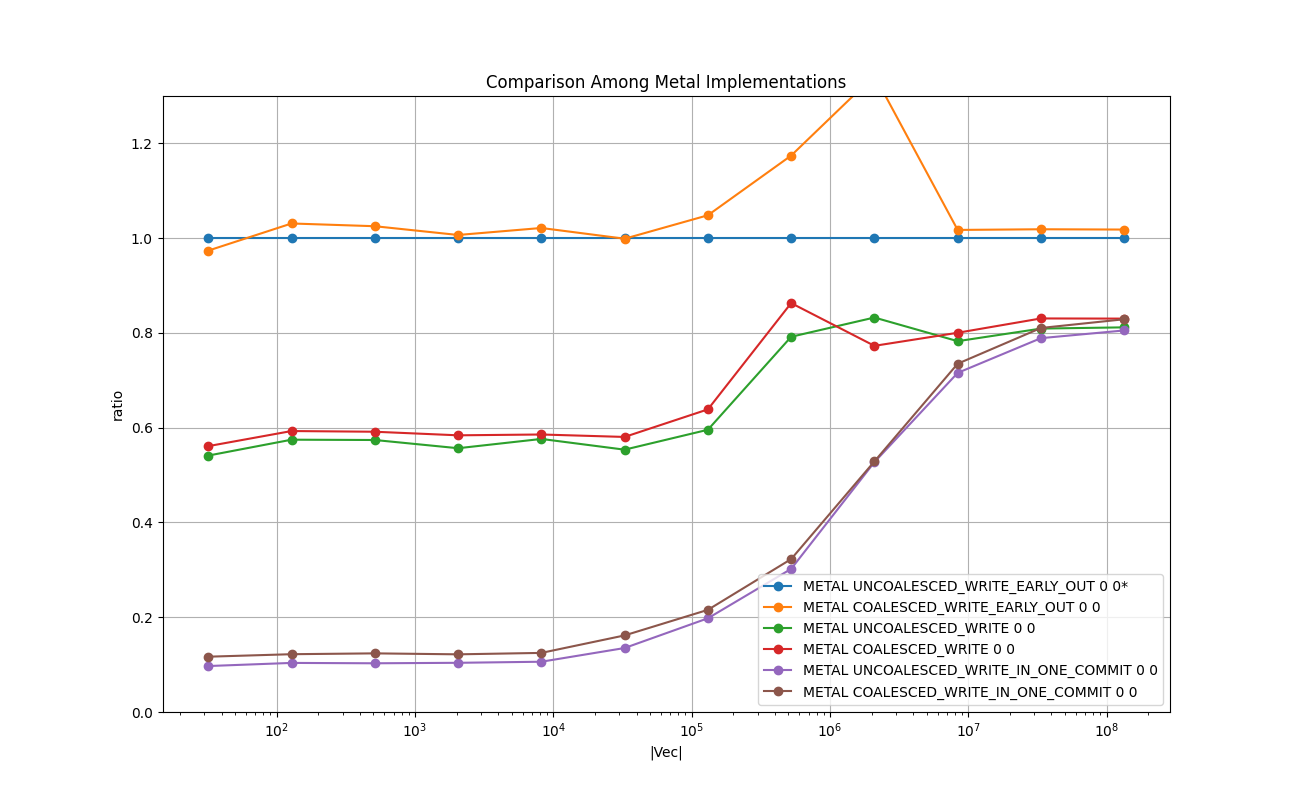 Comparison Among Metal Implementations
ratio
1.2
1.0
0.8
0.6
0.4
0.2
0.0
METAL UNCOALESCED_WRITE_EARLY_OUT 0 0*
METAL COALESCED_WRITE_EARLY_OUT 0 0
METAL UNCOALESCED_WRITE 0 0
METAL COALESCED_WRITE 0 0
METAL UNCOALESCED_WRITE_IN_ONE_COMMIT 0 0
METAL COALESCED_WRITE_IN_ONE_COMMIT 0 0
10² 10³ 10⁴ 10⁵ 10⁶ 10⁷ 10⁸
|Vec|